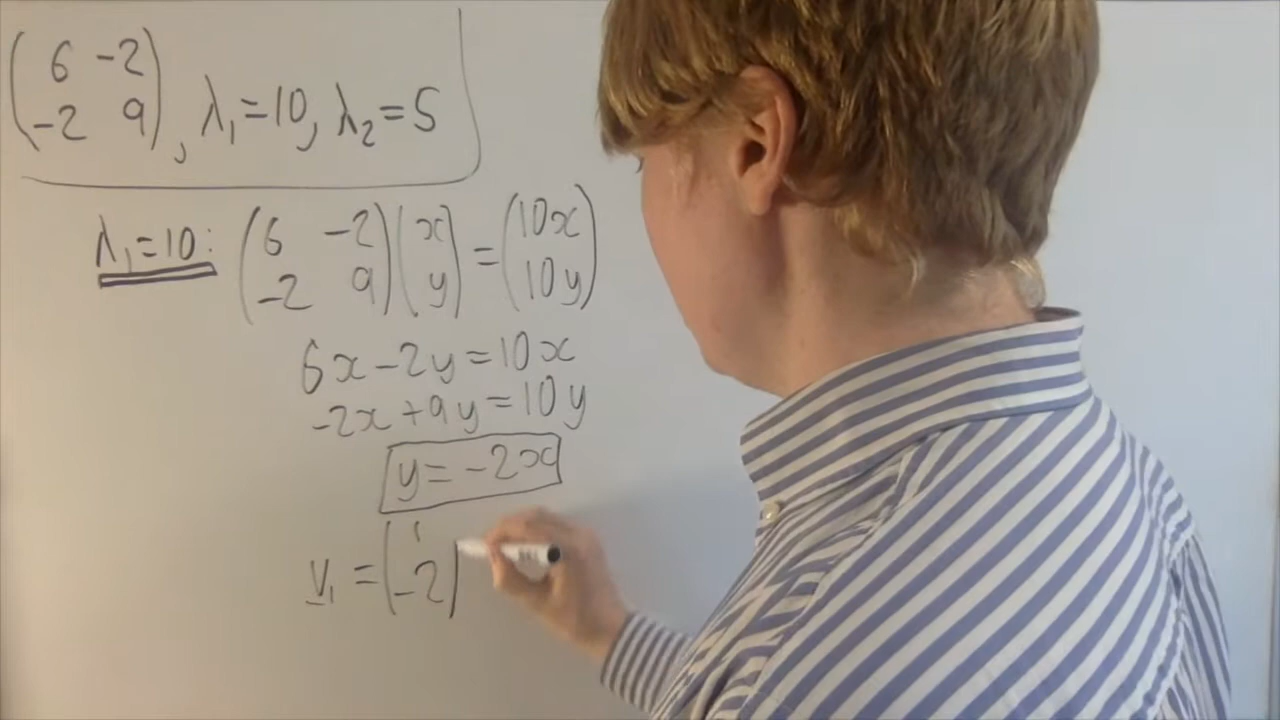 (6 -2
-2 9), λ₁=10, λ₂=5
λ₁=10: (6 -2
-2 9)(x
y)=(10x
10y)
6x-2y=10x
-2x+9y=10y
y=-2x
v₁=(1
-2)